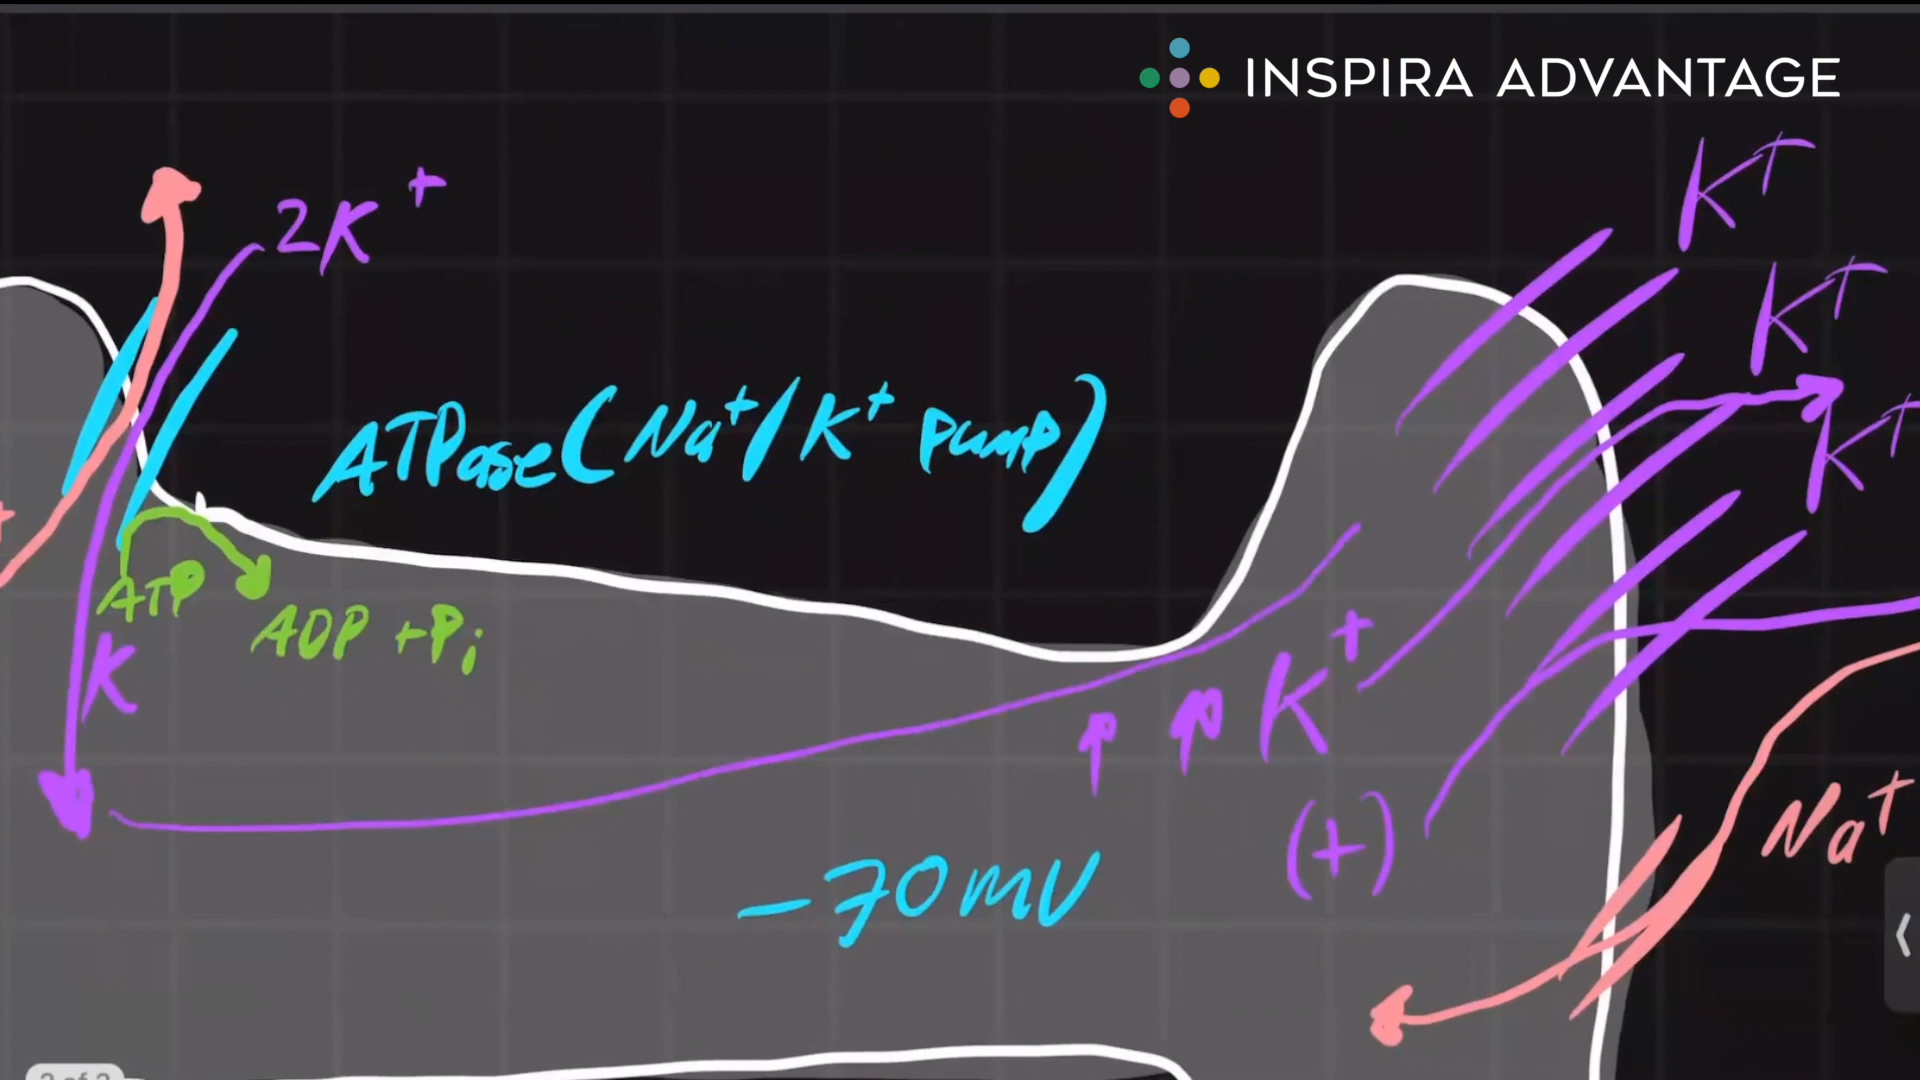 INSPIRA ADVANTAGE
K+
2K+
K+
ATPase (Na+/K+ pump)
K+
ATP
ADP + Pi
K
↑ ↑ K+
(+)
Na+
-70mV